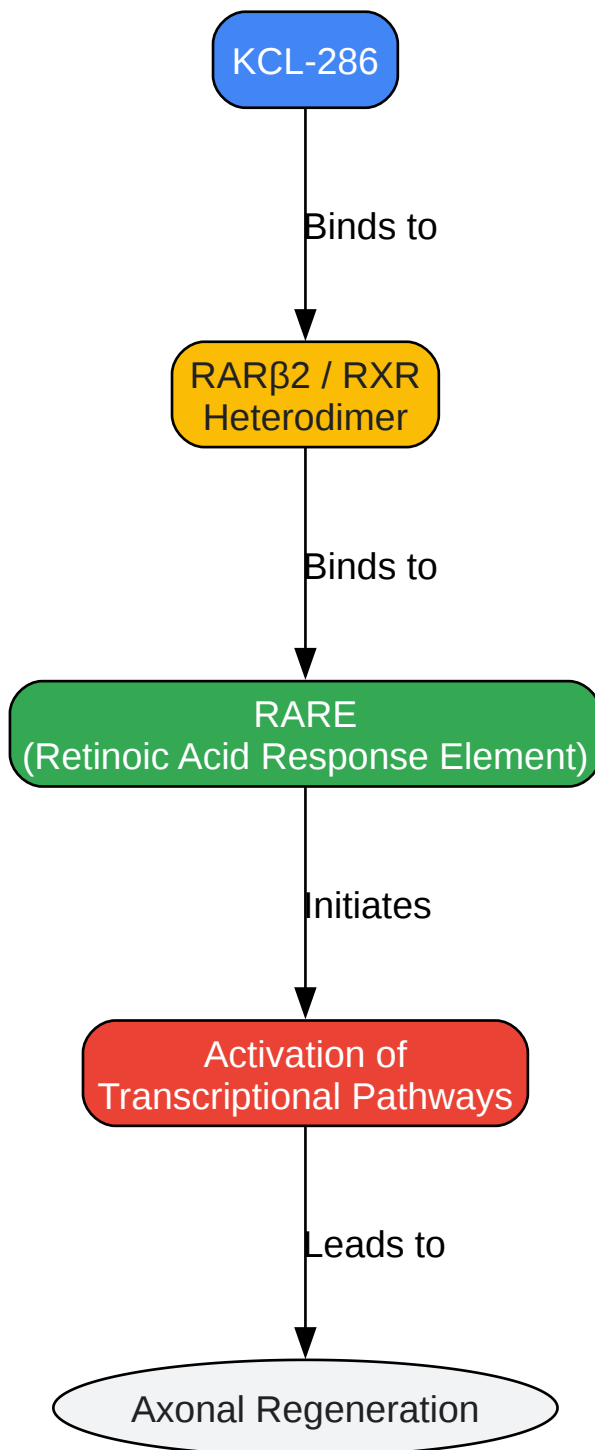 KCL-286
Binds to
RARβ2 / RXR
Heterodimer
Binds to
RARE
(Retinoic Acid Response Element)
Initiates
Activation of
Transcriptional Pathways
Leads to
Axonal Regeneration